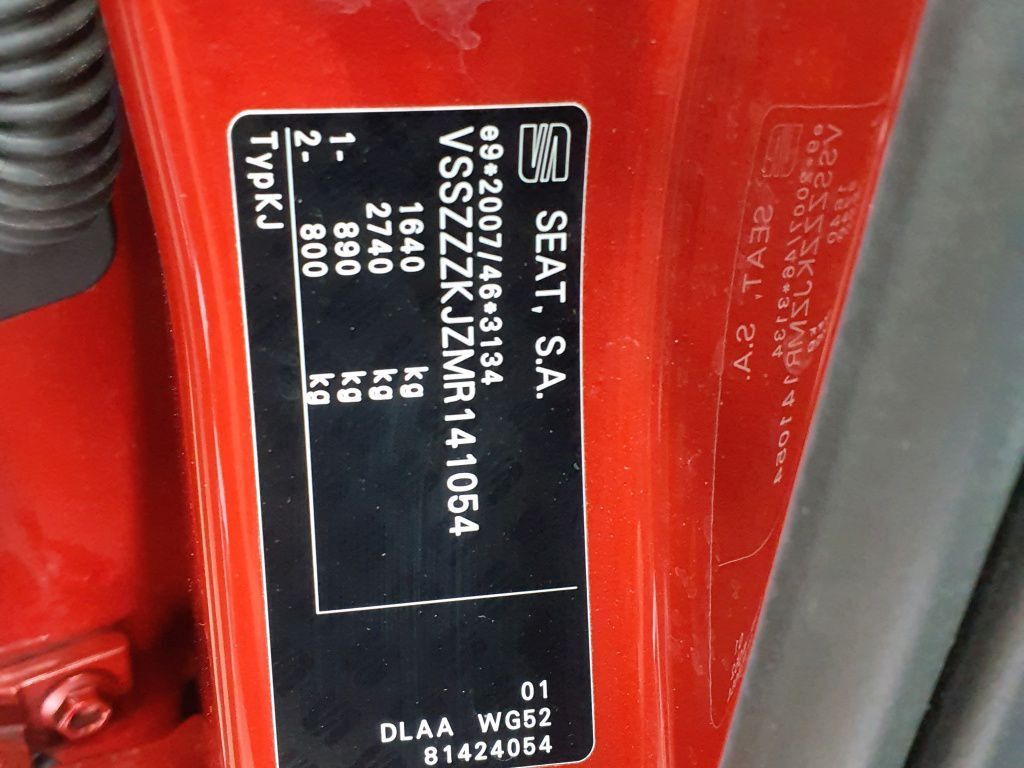 SEAT, S.A.
e9*2007/46*3134
VSSZZZKJZMR141054
1640 kg
2740 kg
1- 890 kg
2- 800 kg
TypKJ
01
DLAA WG52
81424054